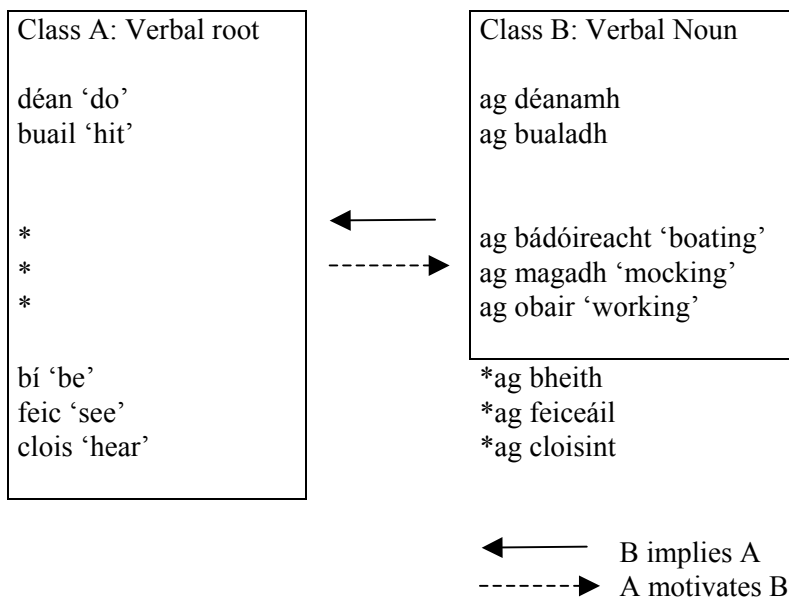 Class A: Verbal root
déan ‘do’
buail ‘hit’
*
*
*
bí ‘be’
feic ‘see’
clois ‘hear’
Class B: Verbal Noun
ag déanamh
ag bualadh
ag bádóireacht ‘boating’
ag magadh ‘mocking’
ag obair ‘working’
*ag bheith
*ag feiceáil
*ag cloisint
B implies A
A motivates B